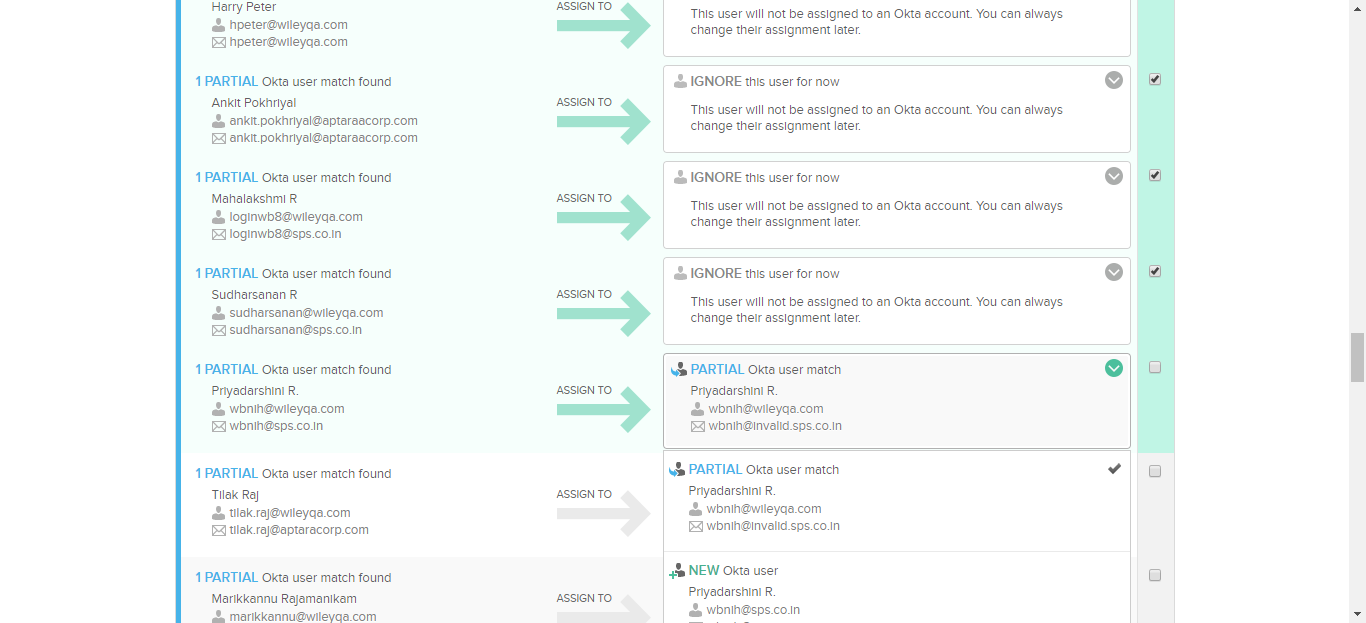 Harry Peter
hpeter@wileyqa.com
hpeter@wileyqa.com
ASSIGN TO
This user will not be assigned to an Okta account. You can always
change their assignment later.
1 PARTIAL Okta user match found
Ankit Pokhriyal
ankit.pokhriyal@aptaraacorp.com
ankit.pokhriyal@aptaraacorp.com
ASSIGN TO
IGNORE this user for now
This user will not be assigned to an Okta account. You can always
change their assignment later.
1 PARTIAL Okta user match found
Mahalakshmi R
loginwb8@wileyqa.com
loginwb8@sps.co.in
ASSIGN TO
IGNORE this user for now
This user will not be assigned to an Okta account. You can always
change their assignment later.
1 PARTIAL Okta user match found
Sudharsanan R
sudharsanan@wileyqa.com
sudharsanan@sps.co.in
ASSIGN TO
IGNORE this user for now
This user will not be assigned to an Okta account. You can always
change their assignment later.
1 PARTIAL Okta user match found
Priyadarshini R.
wbnih@wileyqa.com
wbnih@sps.co.in
ASSIGN TO
PARTIAL Okta user match
Priyadarshini R.
wbnih@wileyqa.com
wbnih@invalid.sps.co.in
1 PARTIAL Okta user match found
Tilak Raj
tilak.raj@wileyqa.com
tilak.raj@aptaracorp.com
ASSIGN TO
PARTIAL Okta user match
Priyadarshini R.
wbnih@wileyqa.com
wbnih@invalid.sps.co.in
1 PARTIAL Okta user match found
Marikkannu Rajamanikam
marikkannu@wileyqa.com
ASSIGN TO
NEW Okta user
Priyadarshini R.
wbnih@sps.co.in